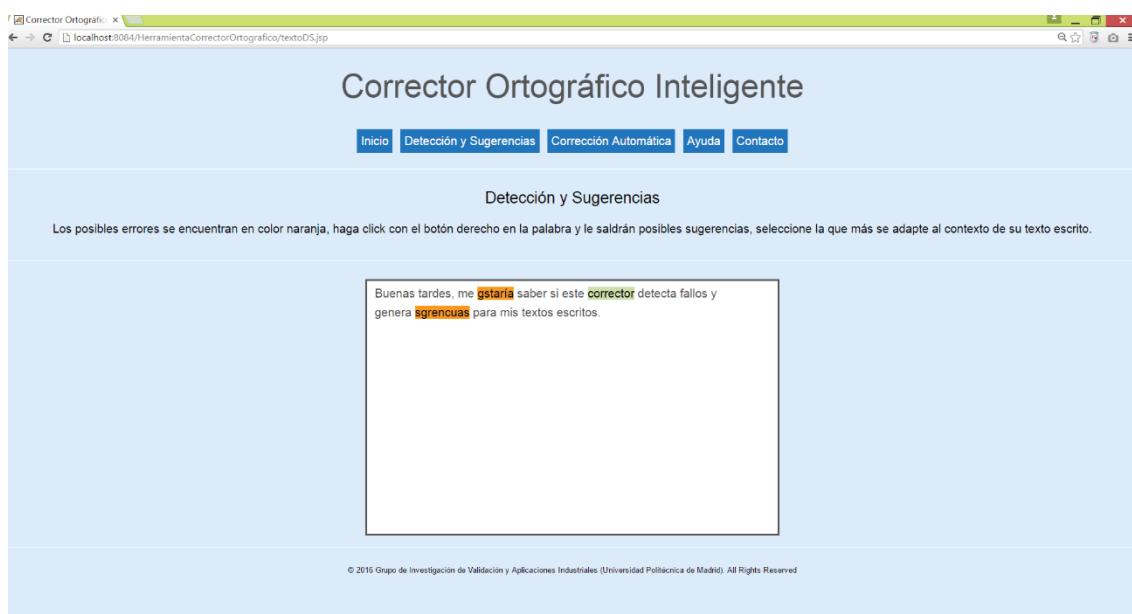 Corrector Ortográfic
localhost:8084/HerramientaCorrectorOrtografico/textoDS.jsp
Corrector Ortográfico Inteligente
Inicio Detección y Sugerencias Corrección Automática Ayuda Contacto
Detección y Sugerencias
Los posibles errores se encuentran en color naranja, haga click con el botón derecho en la palabra y le saldrán posibles sugerencias, seleccione la que más se adapte al contexto de su texto escrito.
Buenas tardes, me gstaría saber si este corrector detecta fallos y
genera sgrencuas para mis textos escritos.
© 2016 Grupo de Investigación de Validación y Aplicaciones Industriales (Universidad Politécnica de Madrid). All Rights Reserved